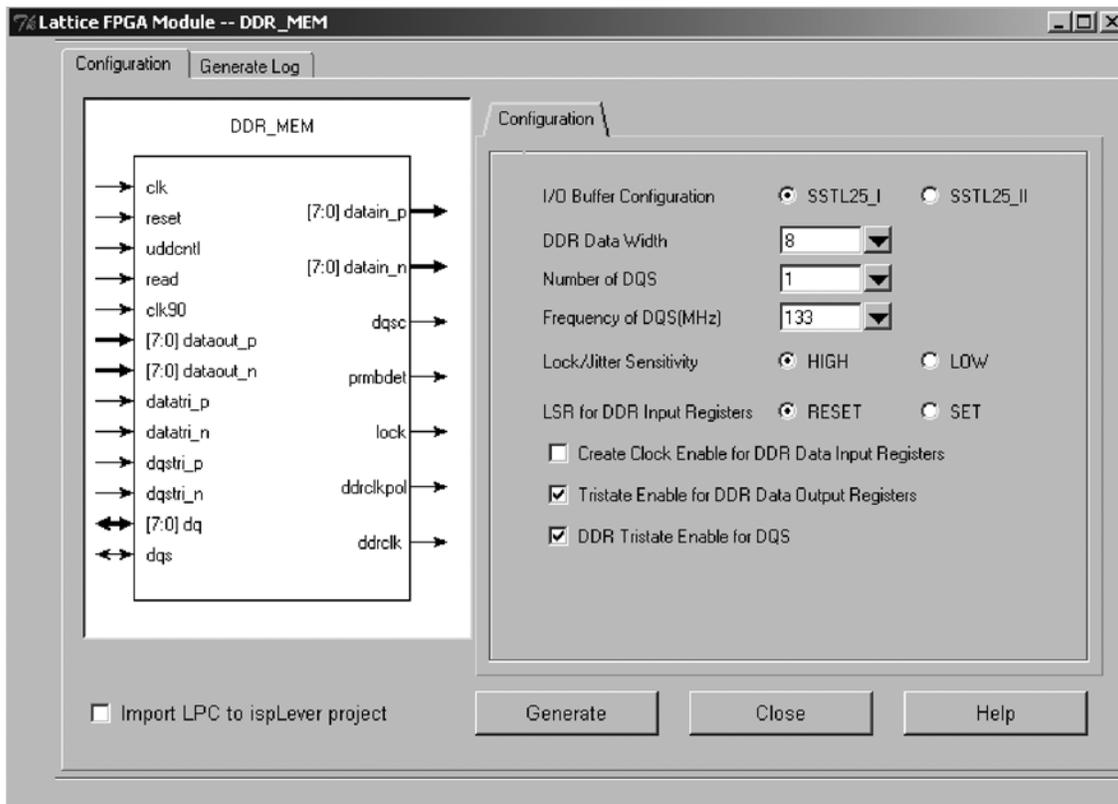 Lattice FPGA Module -- DDR_MEM
Configuration
Generate Log
DDR_MEM
clk
reset
uddcntl
read
clk90
[7:0] dataout_p
[7:0] dataout_n
datatri_p
datatri_n
dqstri_p
dqstri_n
[7:0] dq
dqs
[7:0] datain_p
[7:0] datain_n
dqsc
prmbdet
lock
ddrclkpol
ddrclk
Configuration
I/O Buffer Configuration SSTL25_I SSTL25_II
DDR Data Width 8
Number of DQS 1
Frequency of DQS(MHz) 133
Lock/Jitter Sensitivity HIGH LOW
LSR for DDR Input Registers RESET SET
Create Clock Enable for DDR Data Input Registers
Tristate Enable for DDR Data Output Registers
DDR Tristate Enable for DQS
Import LPC to ispLever project
Generate
Close
Help